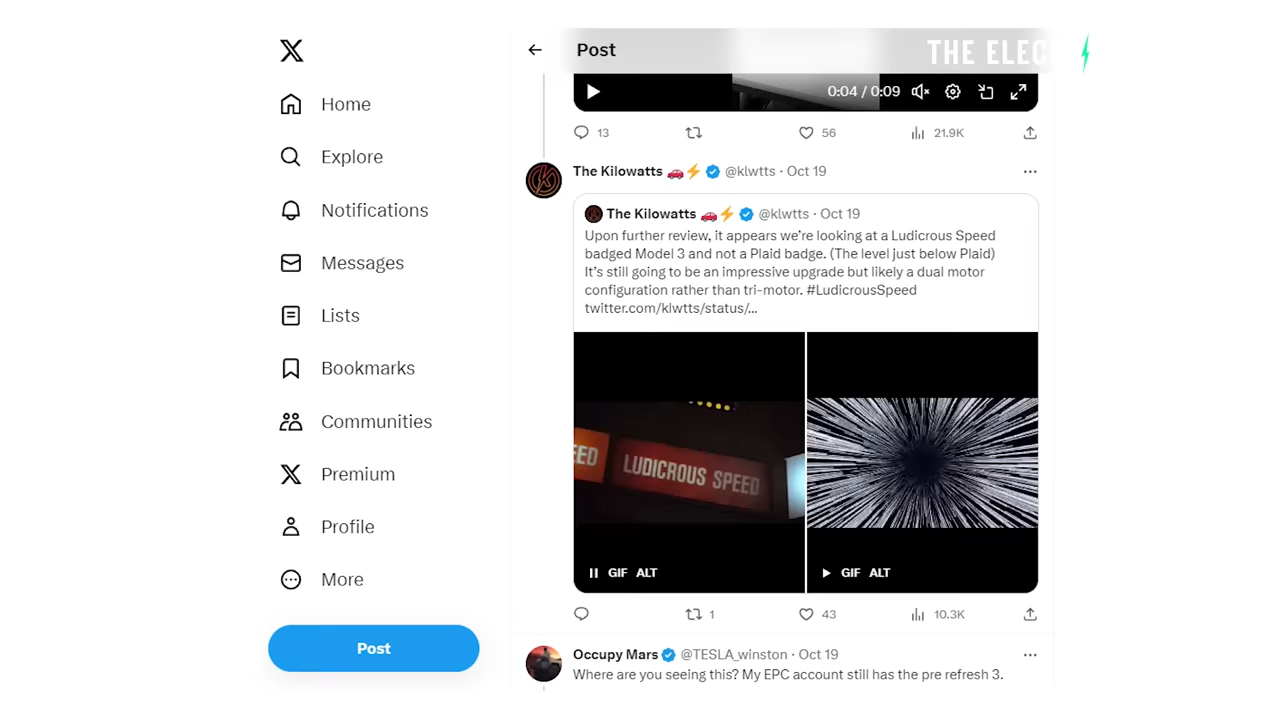 THE ELEC
Post
Home
Explore
Notifications
Messages
Lists
Bookmarks
Communities
Premium
Profile
More
Post
0:04 / 0:09
13
56
21.9K
The Kilowatts 🚗⚡ @klwtts · Oct 19
The Kilowatts 🚗⚡ @klwtts · Oct 19
Upon further review, it appears we're looking at a Ludicrous Speed
badged Model 3 and not a Plaid badge. (The level just below Plaid)
It's still going to be an impressive upgrade but likely a dual motor
configuration rather than tri-motor. #LudicrousSpeed
twitter.com/klwtts/status/...
EED
LUDICROUS SPEED
GIF ALT
GIF ALT
1
43
10.3K
Occupy Mars @TESLA_winston · Oct 19
Where are you seeing this? My EPC account still has the pre refresh 3.